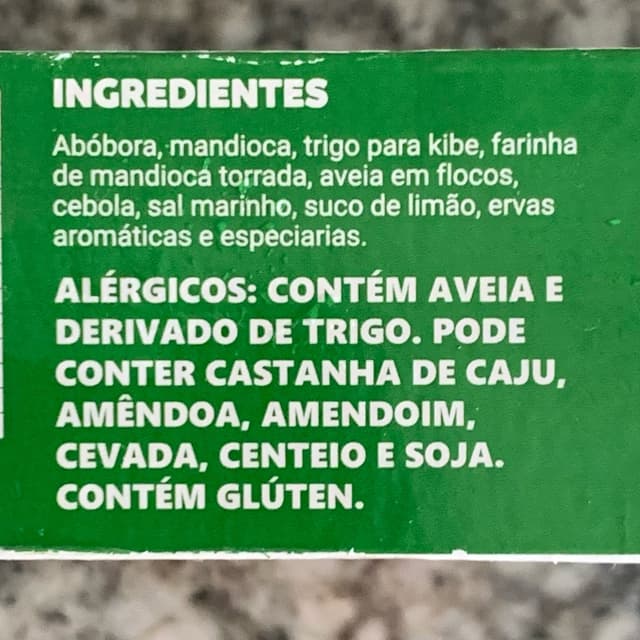 INGREDIENTES
Abóbora, mandioca, trigo para kibe, farinha
de mandioca torrada, aveia em flocos,
cebola, sal marinho, suco de limão, ervas
aromáticas e especiarias.
ALÉRGICOS: CONTÉM AVEIA E
DERIVADO DE TRIGO. PODE
CONTER CASTANHA DE CAJU,
AMÊNDOA, AMENDOIM,
CEVADA, CENTEIO E SOJA.
CONTÉM GLÚTEN.